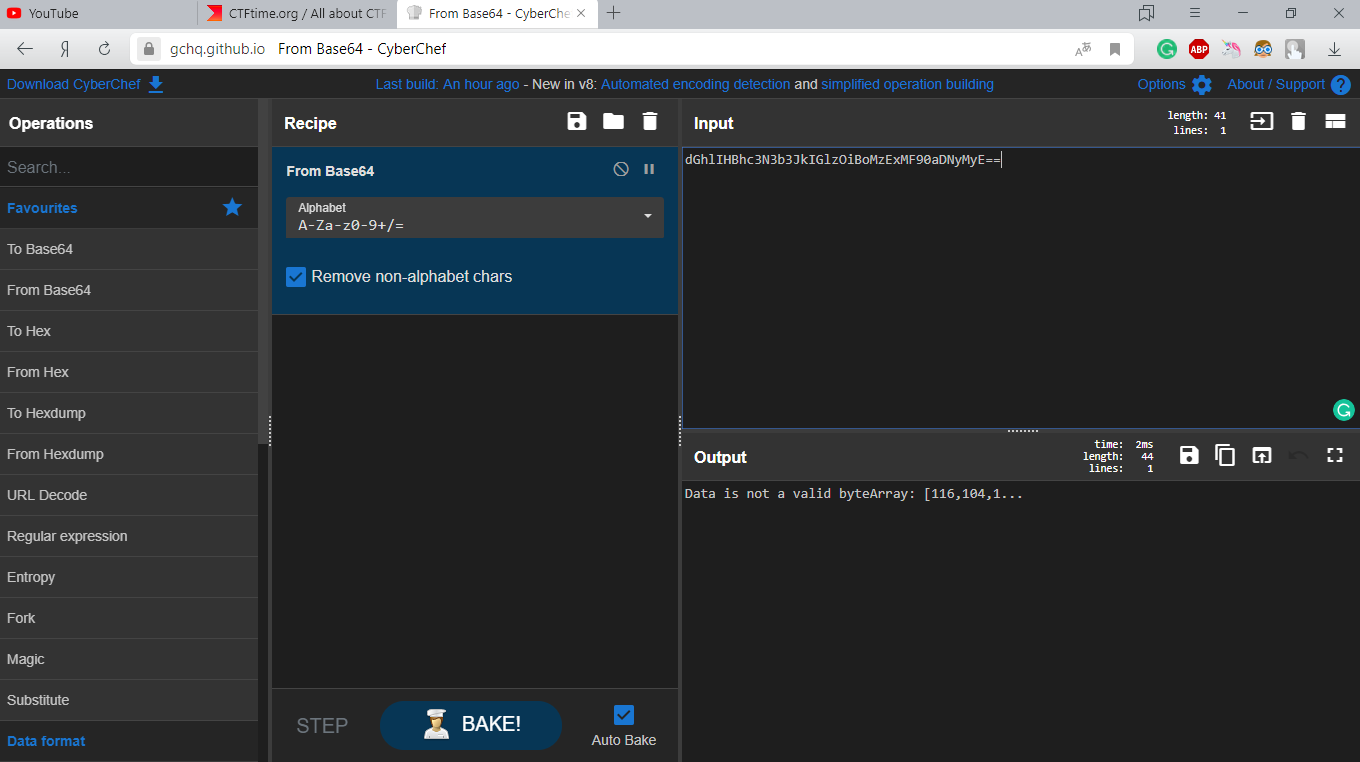 YouTube
CTFtime.org / All about CTF
From Base64 - CyberChe
gchq.github.io From Base64 - CyberChef
ABP
Download CyberChef
Last build: An hour ago - New in v8: Automated encoding detection and simplified operation building
Options
About / Support
Operations
Search...
Favourites
To Base64
From Base64
To Hex
From Hex
To Hexdump
From Hexdump
URL Decode
Regular expression
Entropy
Fork
Magic
Substitute
Data format
Recipe
From Base64
Alphabet
A-Za-z0-9+/=
Remove non-alphabet chars
STEP
BAKE!
Auto Bake
Input
length: 41
lines: 1
dGhlIHBhc3N3b3JkIGlzOiBoMzExMF90aDNyMyE==
Output
time: 2ms
length: 44
lines: 1
Data is not a valid byteArray: [116,104,1...